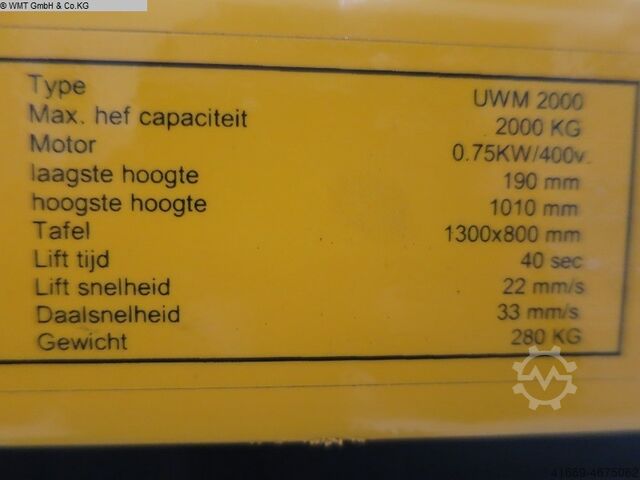 © WMT GmbH & Co.KG
Type UWM 2000
Max. hef capaciteit 2000 KG
Motor 0.75KW/400v.
laagste hoogte 190 mm
hoogste hoogte 1010 mm
Tafel 1300x800 mm
Lift tijd 40 sec
Lift snelheid 22 mm/s
Daalsnelheid 33 mm/s
Gewicht 280 KG
41669-4675062